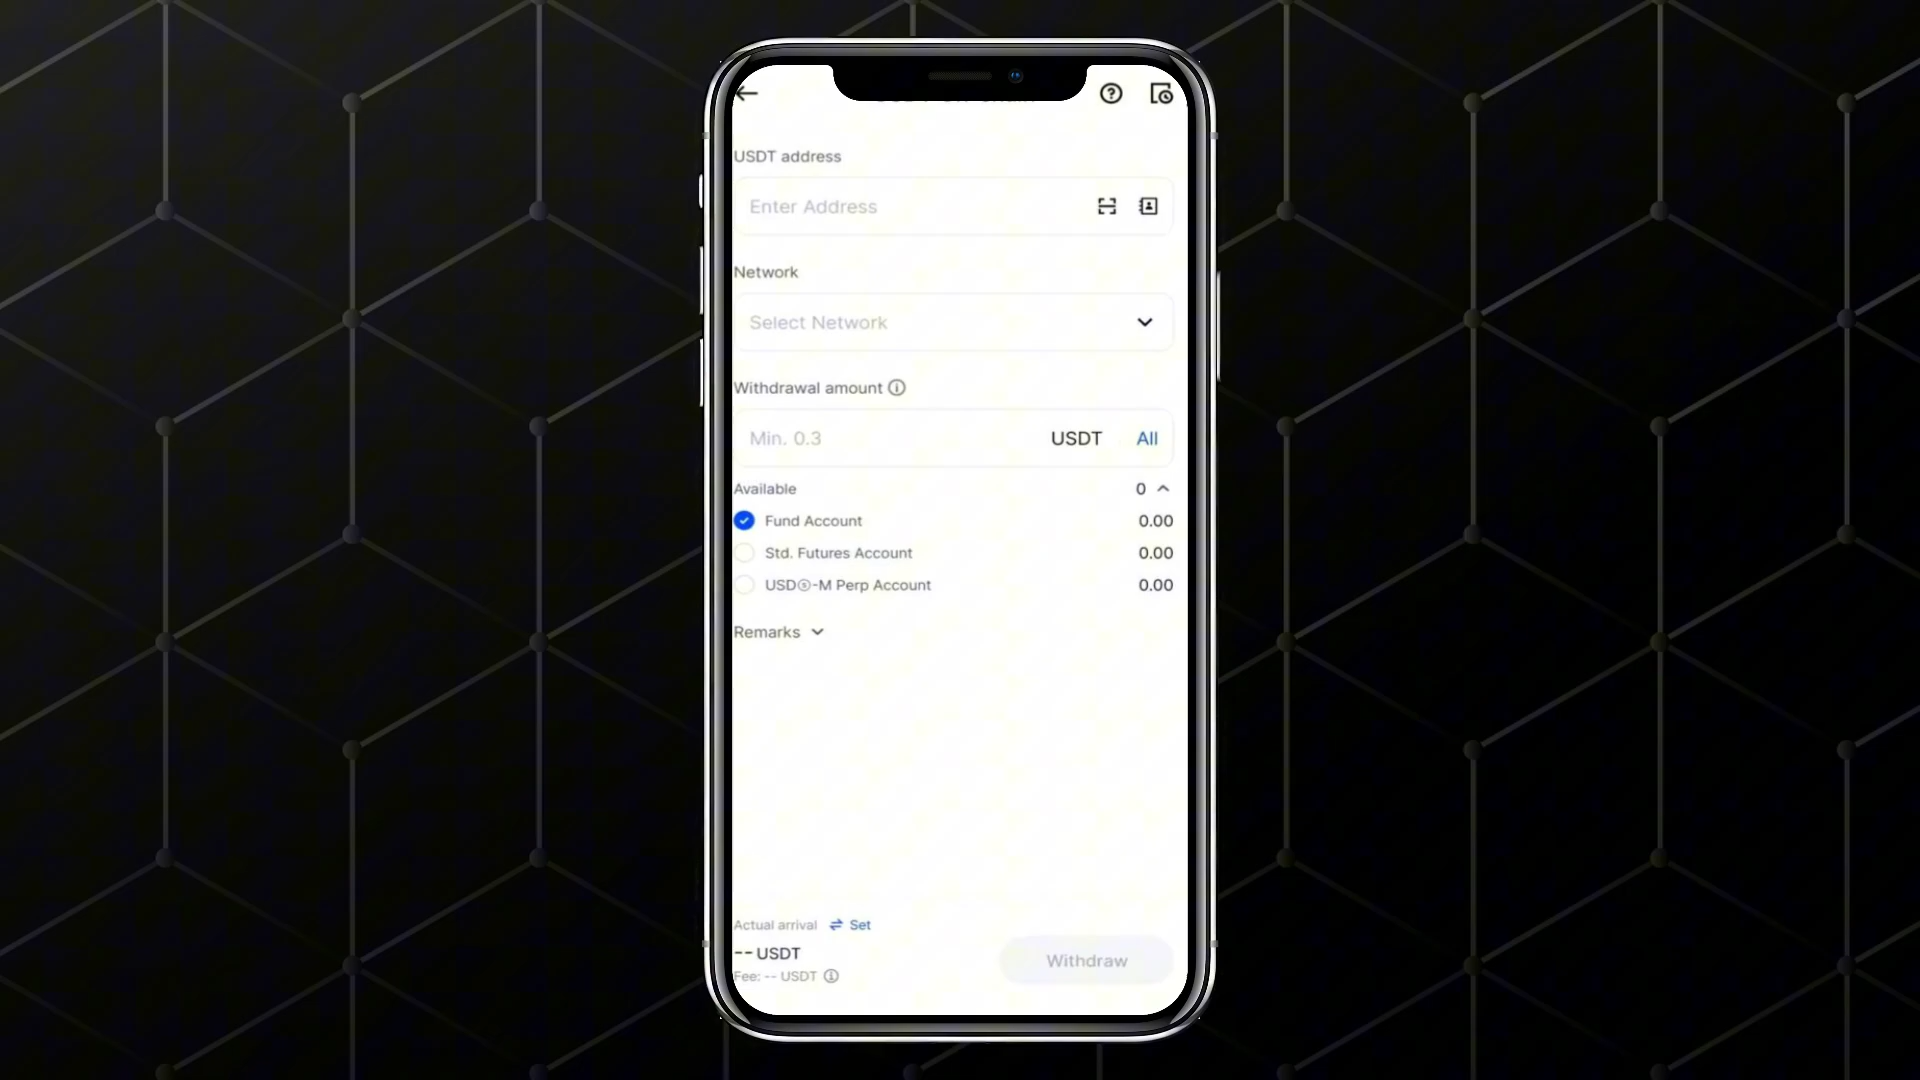 USDT address
Enter Address
Network
Select Network
Withdrawal amount
Min. 0.3 USDT All
Available 0
Fund Account 0.00
Std. Futures Account 0.00
USDⓢ-M Perp Account 0.00
Remarks
Actual arrival Set
-- USDT
Fee: -- USDT
Withdraw